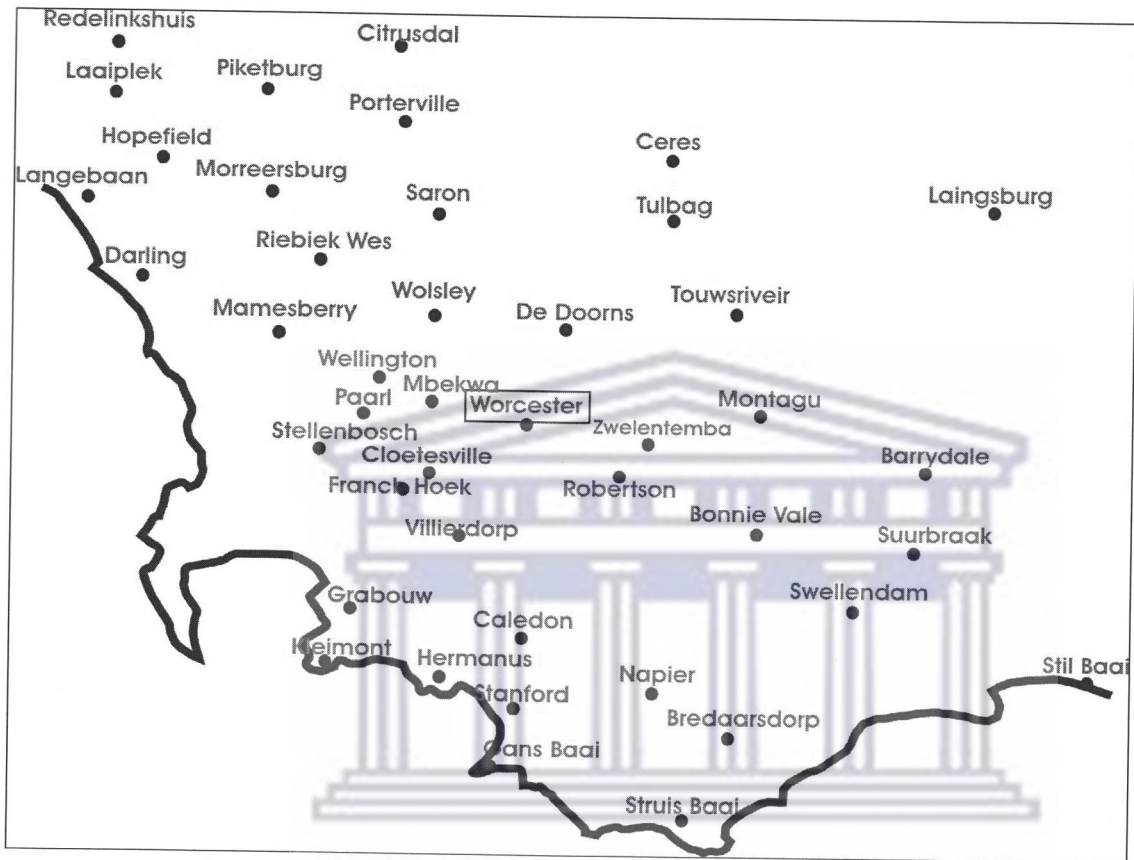 Redelinkshuis
Citrusdal
Laaiplek
Piketburg
Porterville
Hopefield
Ceres
Langebaan
Morreersburg
Saron
Tulbag
Laingsburg
Riebiek Wes
Darling
Mamesberry
Wolsley
De Doorns
Touwsriveir
Wellington
Mbekwa
Paarl
Worcester
Montagu
Stellenbosch
Zwelentemba
Cloetesville
Barrydale
Franch Hoek
Robertson
Villierdorp
Bonnie Vale
Suurbraak
Grabouw
Swellendam
Caledon
Kleimont
Hermanus
Napier
Stil Baai
Stanford
Bredaarsdorp
Gans Baai
Struis Baai